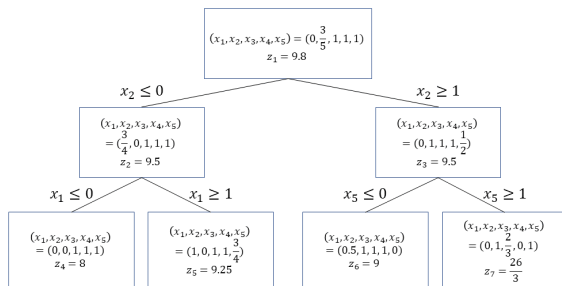 (x₁,x₂,x₃,x₄,x₅) = (0,3/5,1,1,1)
z₁ = 9.8
x₂ ≤ 0
x₂ ≥ 1
(x₁,x₂,x₃,x₄,x₅)
= (3/4,0,1,1,1)
z₂ = 9.5
(x₁,x₂,x₃,x₄,x₅)
= (0,1,1,1,1/2)
z₃ = 9.5
x₁ ≤ 0
x₁ ≥ 1
x₅ ≤ 0
x₅ ≥ 1
(x₁,x₂,x₃,x₄,x₅)
= (0,0,1,1,1)
z₄ = 8
(x₁,x₂,x₃,x₄,x₅)
= (1,0,1,1,3/4)
z₅ = 9.25
(x₁,x₂,x₃,x₄,x₅)
= (0.5,1,1,1,0)
z₆ = 9
(x₁,x₂,x₃,x₄,x₅)
= (0,1,2/3,0,1)
z₇ = 26/3